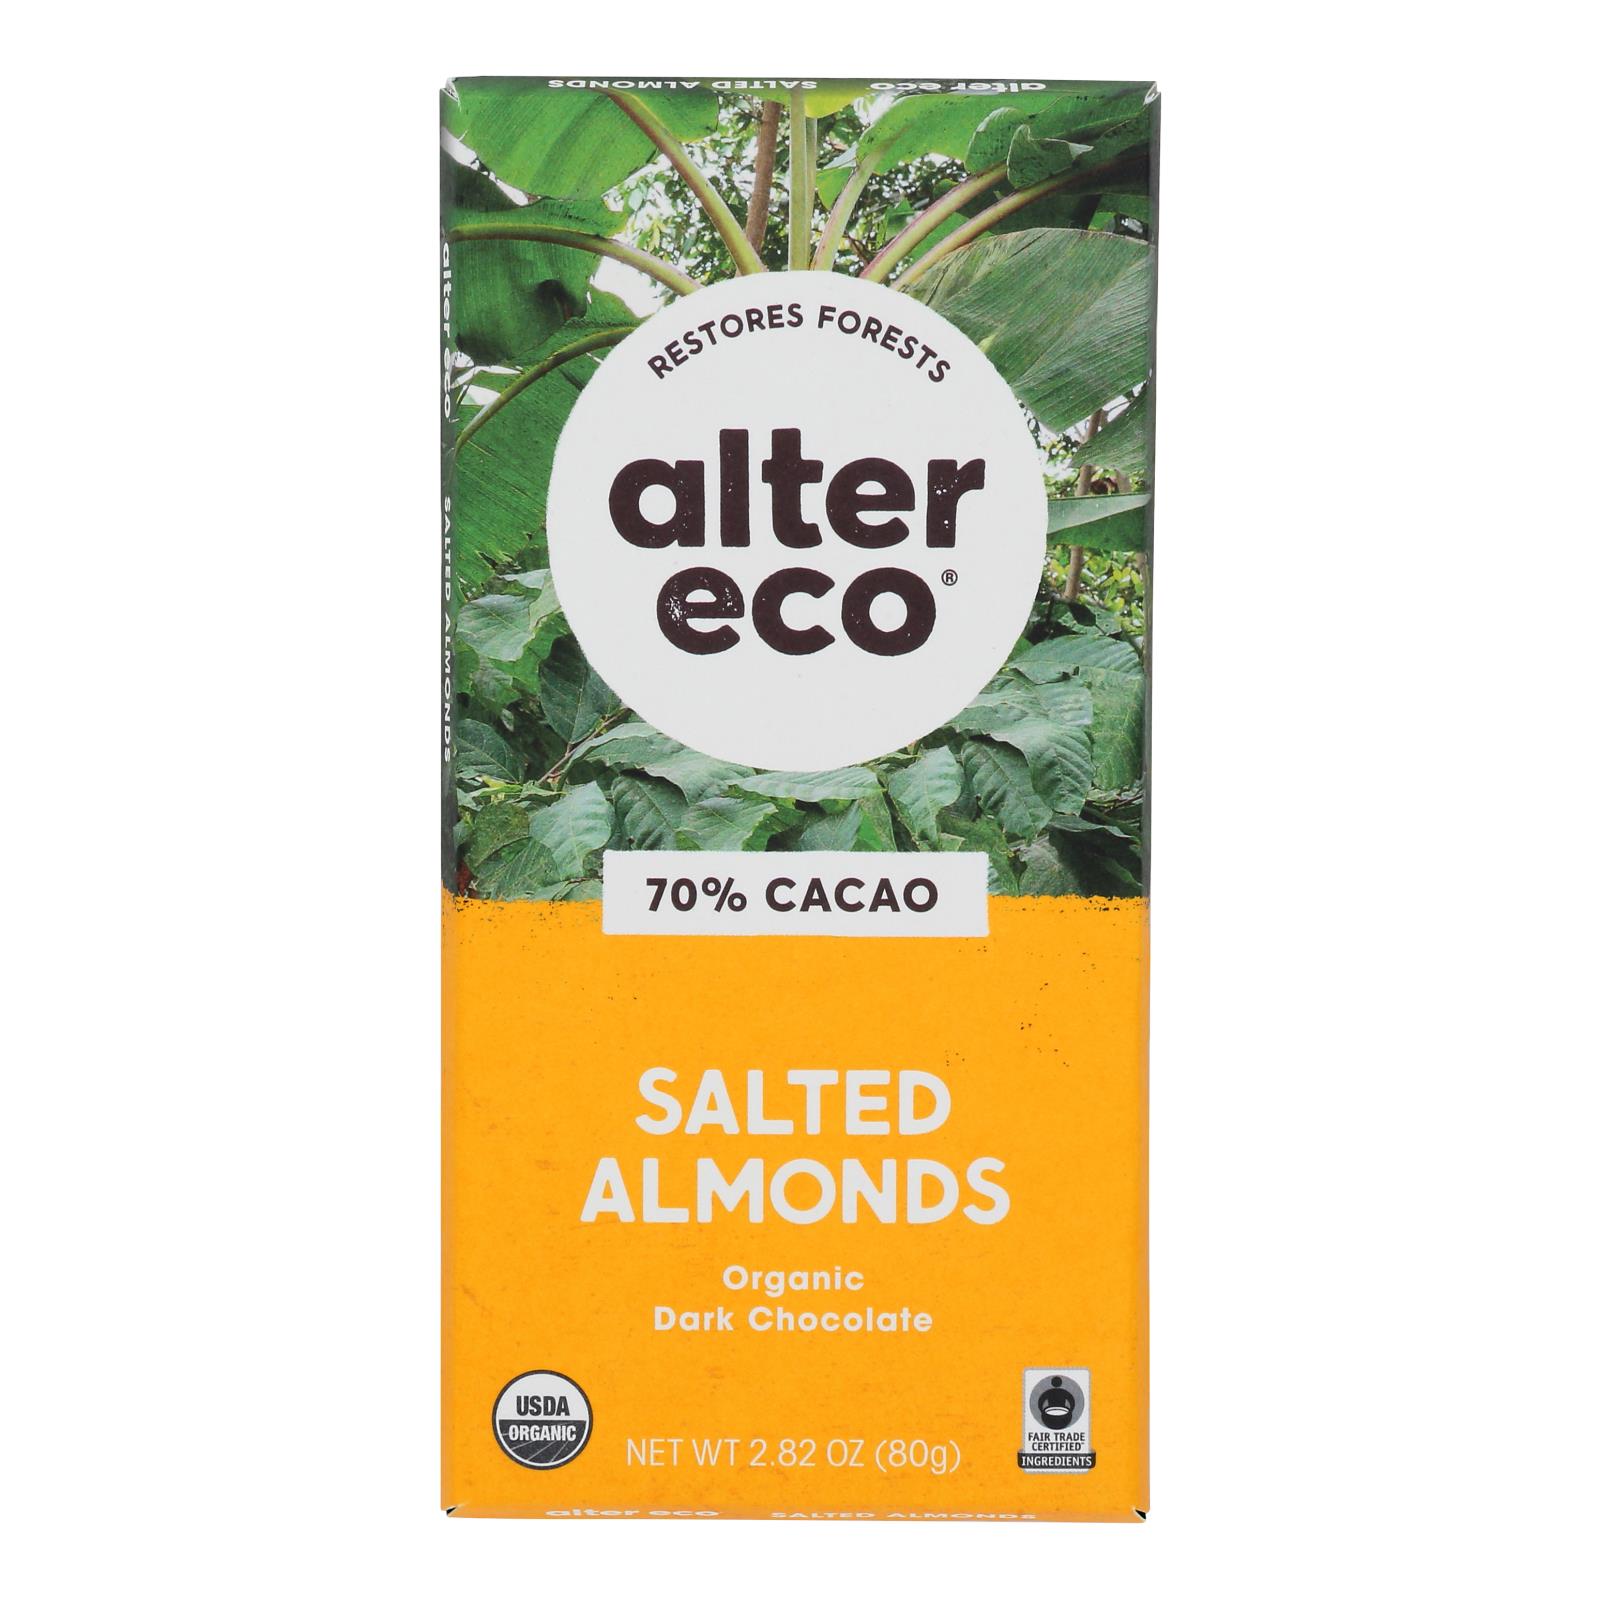 alter eco SALTED ALMONDS
alter eco SALTED ALMONDS
RESTORES FORESTS
alter
eco®
70% CACAO
SALTED
ALMONDS
Organic
Dark Chocolate
USDA
ORGANIC
NET WT 2.82 OZ (80g)
FAIR TRADE
CERTIFIED
INGREDIENTS
alter eco SALTED ALMONDS